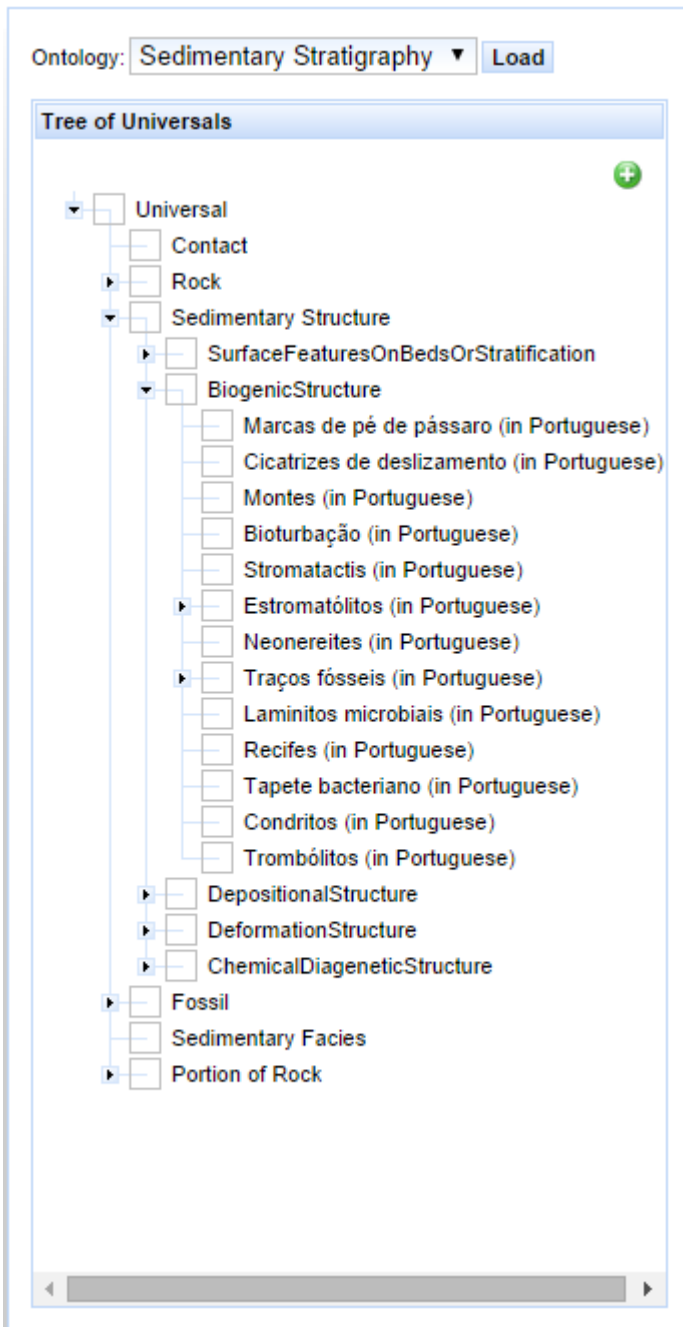 Ontology: Sedimentary Stratigraphy Load
Tree of Universals
Universal
Contact
Rock
Sedimentary Structure
SurfaceFeaturesOnBedsOrStratification
BiogenicStructure
Marcas de pé de pássaro (in Portuguese)
Cicatrizes de deslizamento (in Portuguese)
Montes (in Portuguese)
Bioturbação (in Portuguese)
Stromatactis (in Portuguese)
Estromatólitos (in Portuguese)
Neonereites (in Portuguese)
Traços fósseis (in Portuguese)
Laminitos microbiais (in Portuguese)
Recifes (in Portuguese)
Tapete bacteriano (in Portuguese)
Condritos (in Portuguese)
Trombólitos (in Portuguese)
DepositionalStructure
DeformationStructure
ChemicalDiageneticStructure
Fossil
Sedimentary Facies
Portion of Rock